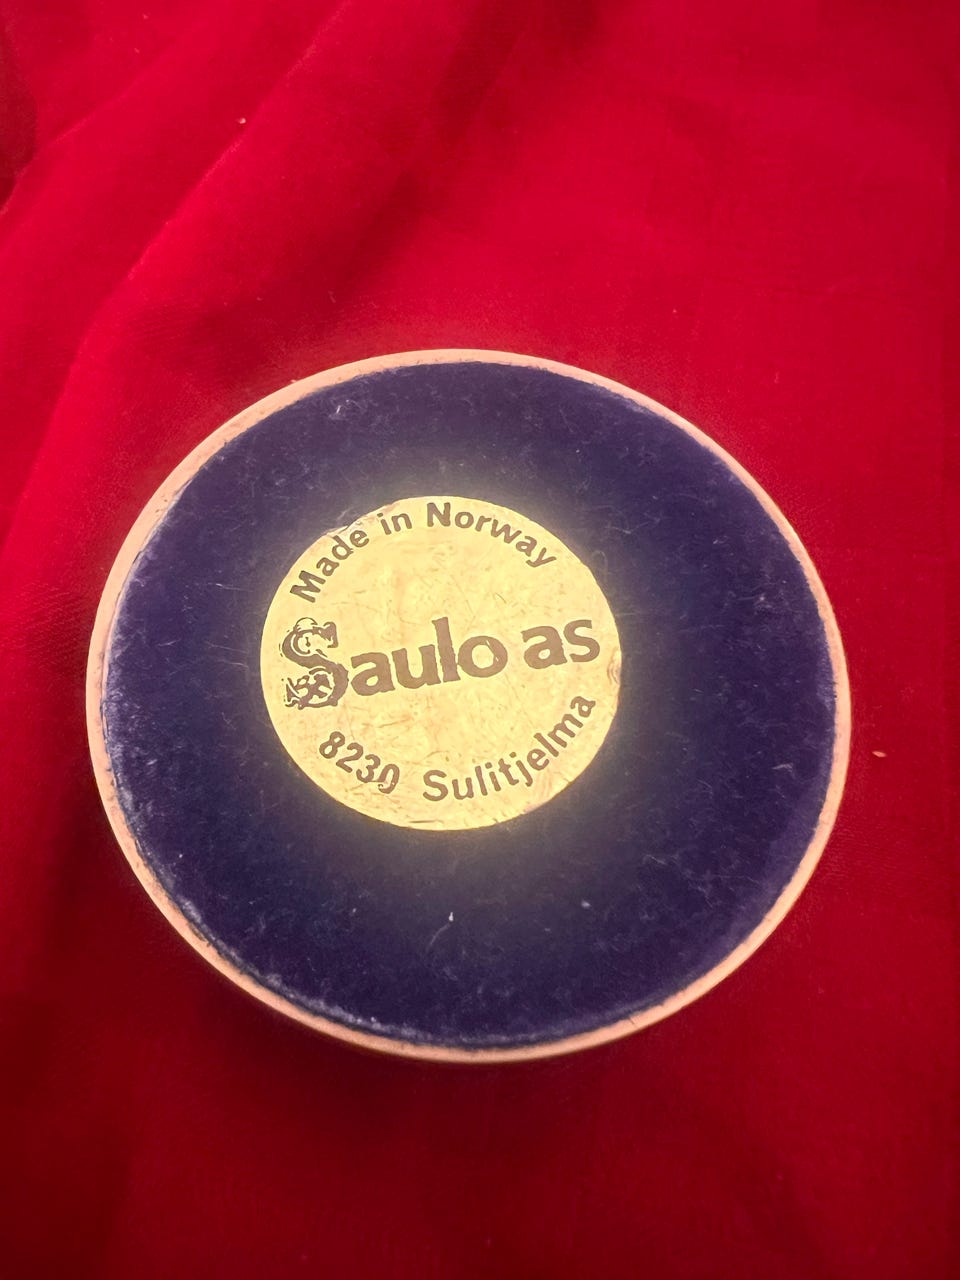 Made in Norway
Saulo as
8230 Sulitjelma